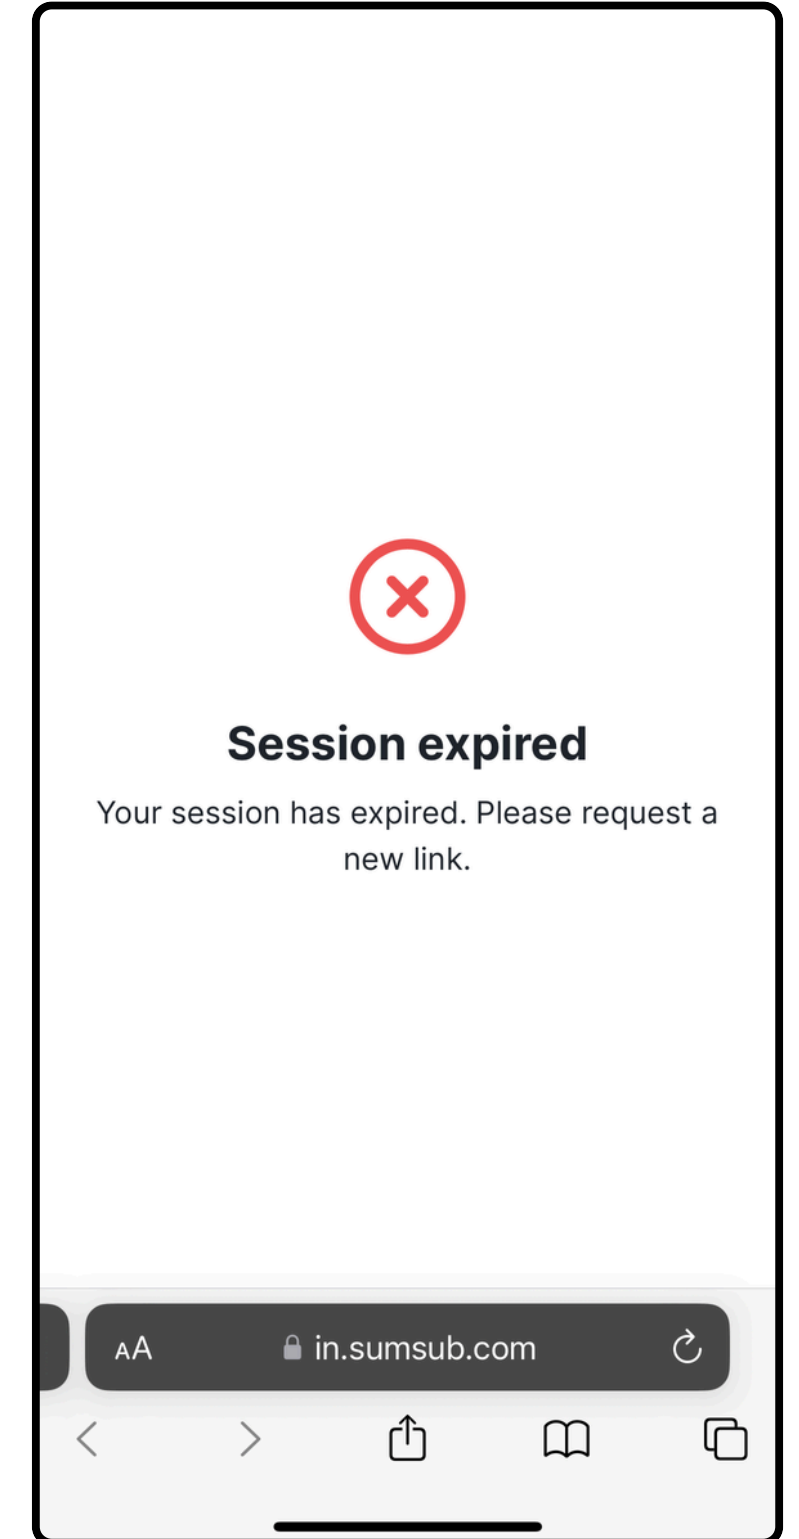 Session expired
Your session has expired. Please request a
new link.
AA in.sumsub.com